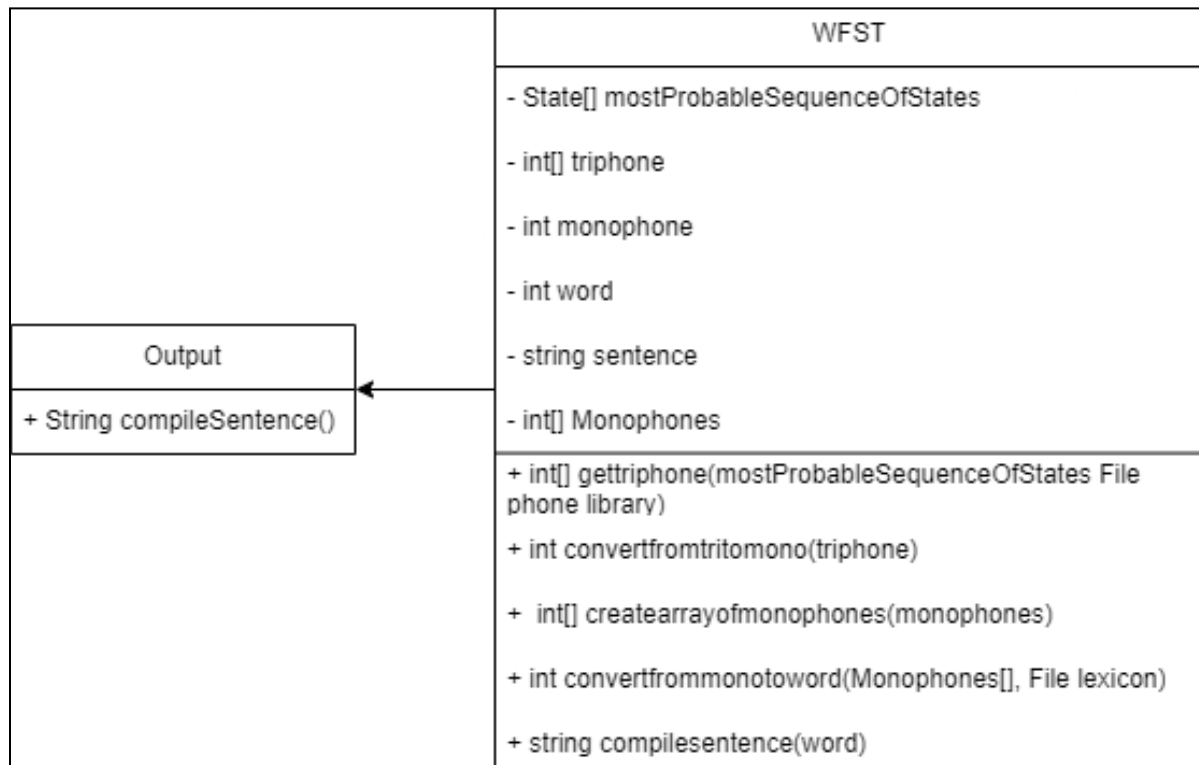 WFST
- State[] mostProbableSequenceOfStates
- int[] triphone
- int monophone
- int word
- string sentence
- int[] Monophones
+ int[] gettriphone(mostProbableSequenceOfStates File
phone library)
+ int convertfromtritomono(triphone)
+ int[] createarrayofmonophones(monophones)
+ int convertfrommonotoword(Monophones[], File lexicon)
+ string compilesentence(word)
Output
+ String compileSentence()